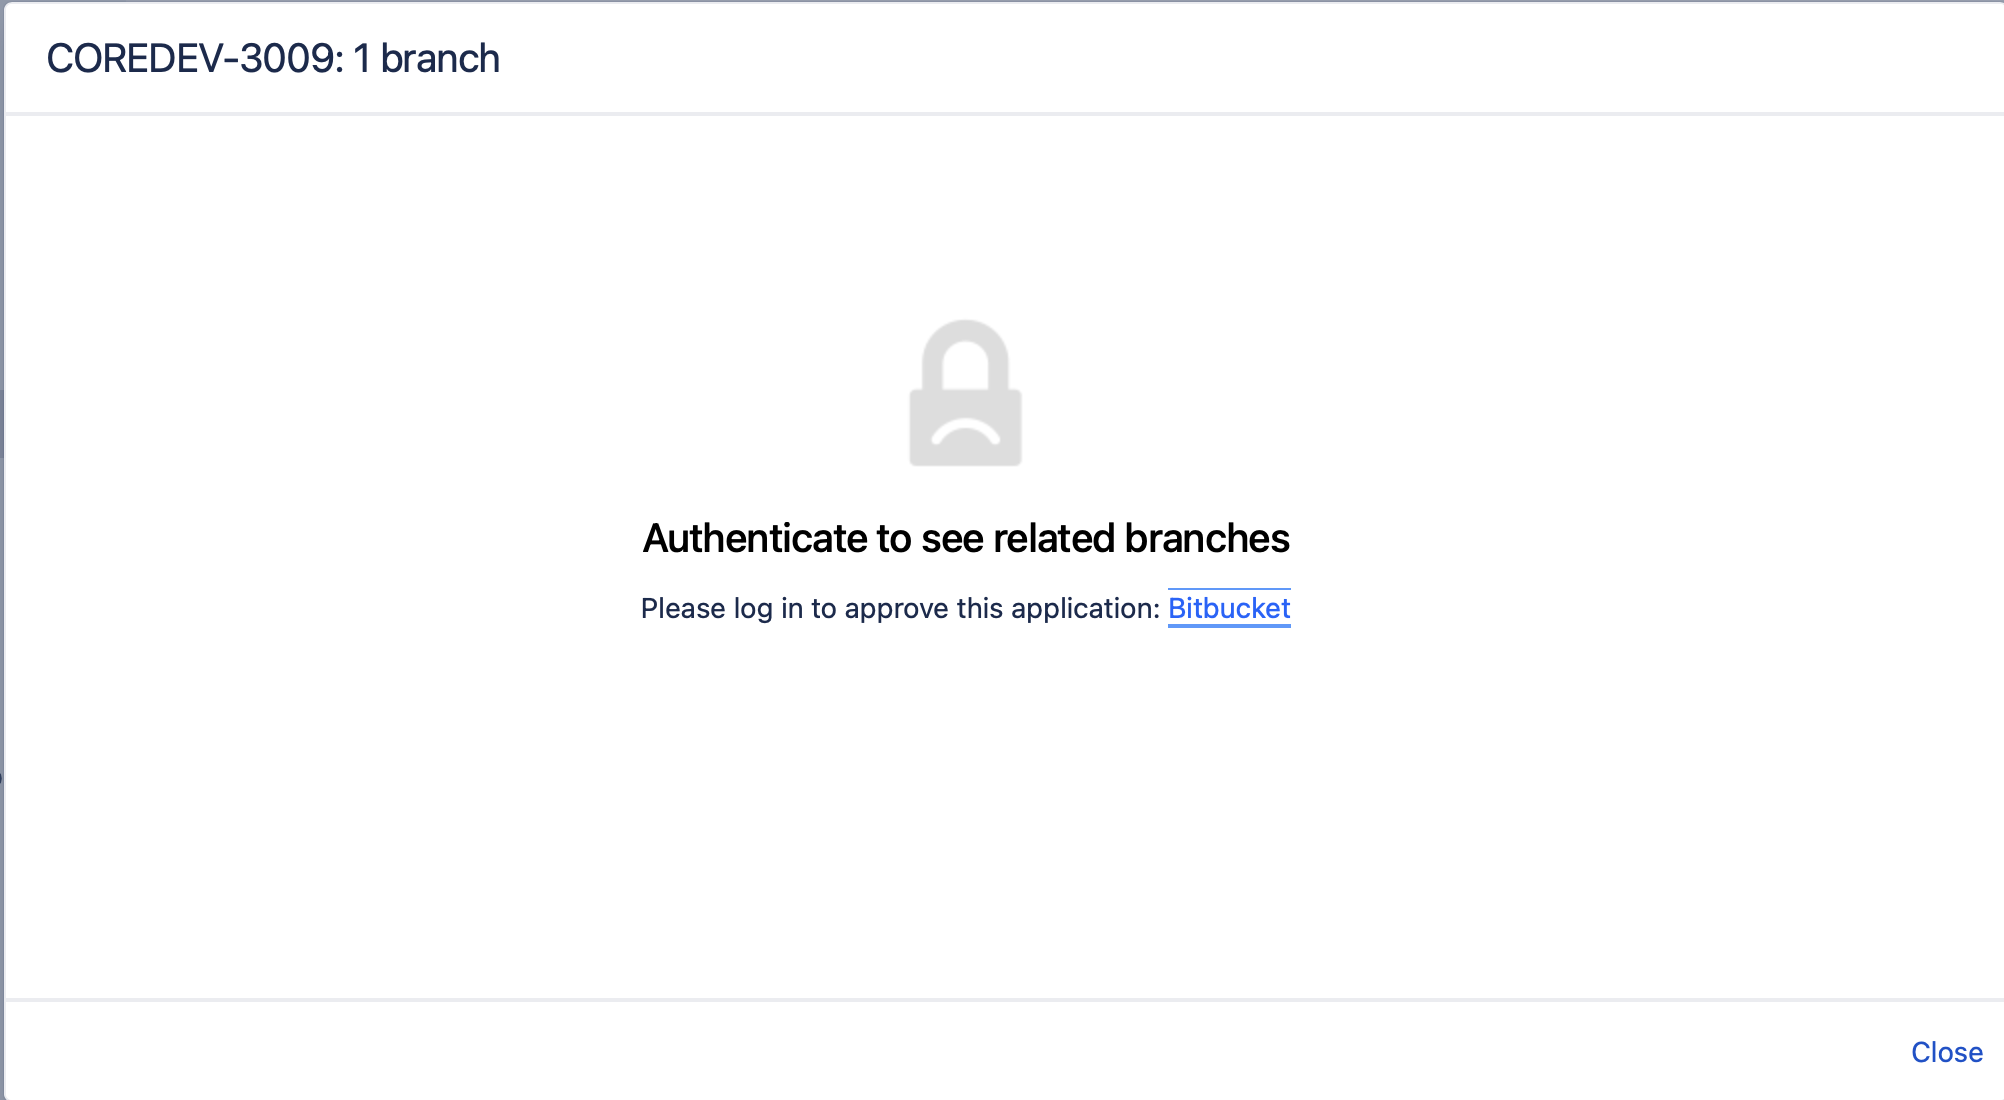 COREDEV-3009: 1 branch
Authenticate to see related branches
Please log in to approve this application: Bitbucket
Close